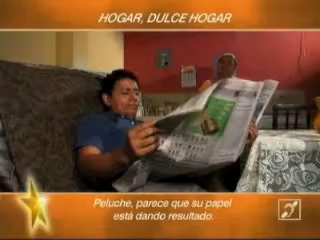 HOGAR, DULCE HOGAR
Peluche, parece que su papel
está dando resultado.